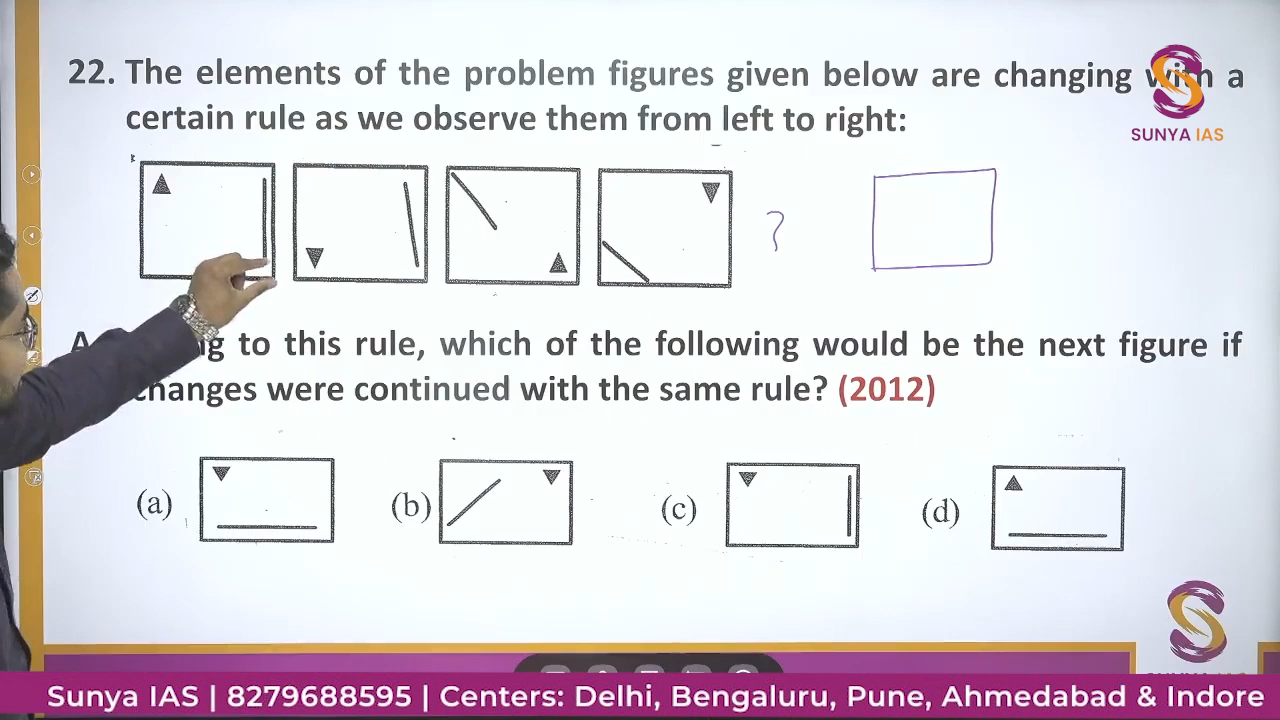 22. The elements of the problem figures given below are changing with a
certain rule as we observe them from left to right:
SUNYA IAS
?
to this rule, which of the following would be the next figure if
changes were continued with the same rule? (2012)
(a) (b) (c) (d)
Sunya IAS | 8279688595 | Centers: Delhi, Bengaluru, Pune, Ahmedabad & Indore